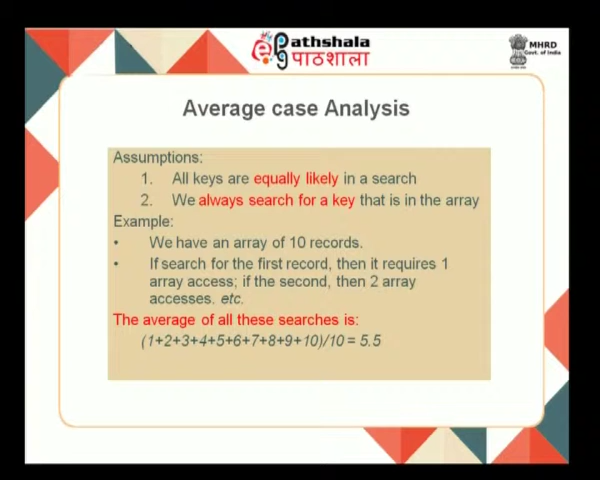 Pathshala
पाठशाला
MHRD
Govt. of India
Average case Analysis
Assumptions:
1. All keys are equally likely in a search
2. We always search for a key that is in the array
Example:
• We have an array of 10 records.
• If search for the first record, then it requires 1
array access; if the second, then 2 array
accesses. etc.
The average of all these searches is:
(1+2+3+4+5+6+7+8+9+10)/10 = 5.5